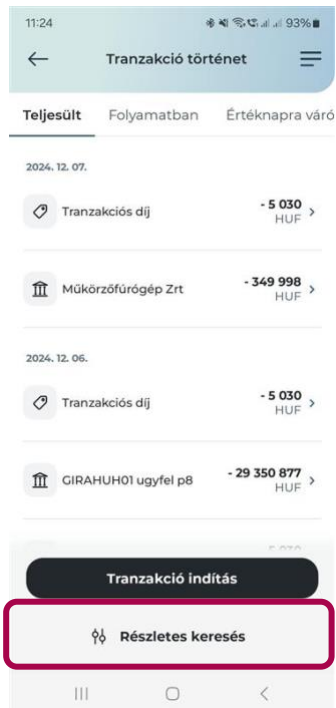 11:24 93%
Tranzakció történet
Teljesült Folyamatban Értéknapra váró
2024. 12. 07.
Tranzakciós díj - 5 030 HUF
Műkörzőfúrógép Zrt - 349 998 HUF
2024. 12. 06.
Tranzakciós díj - 5 030 HUF
GIRAHUH01 ugyfel p8 - 29 350 877 HUF
Tranzakció indítás
Részletes keresés